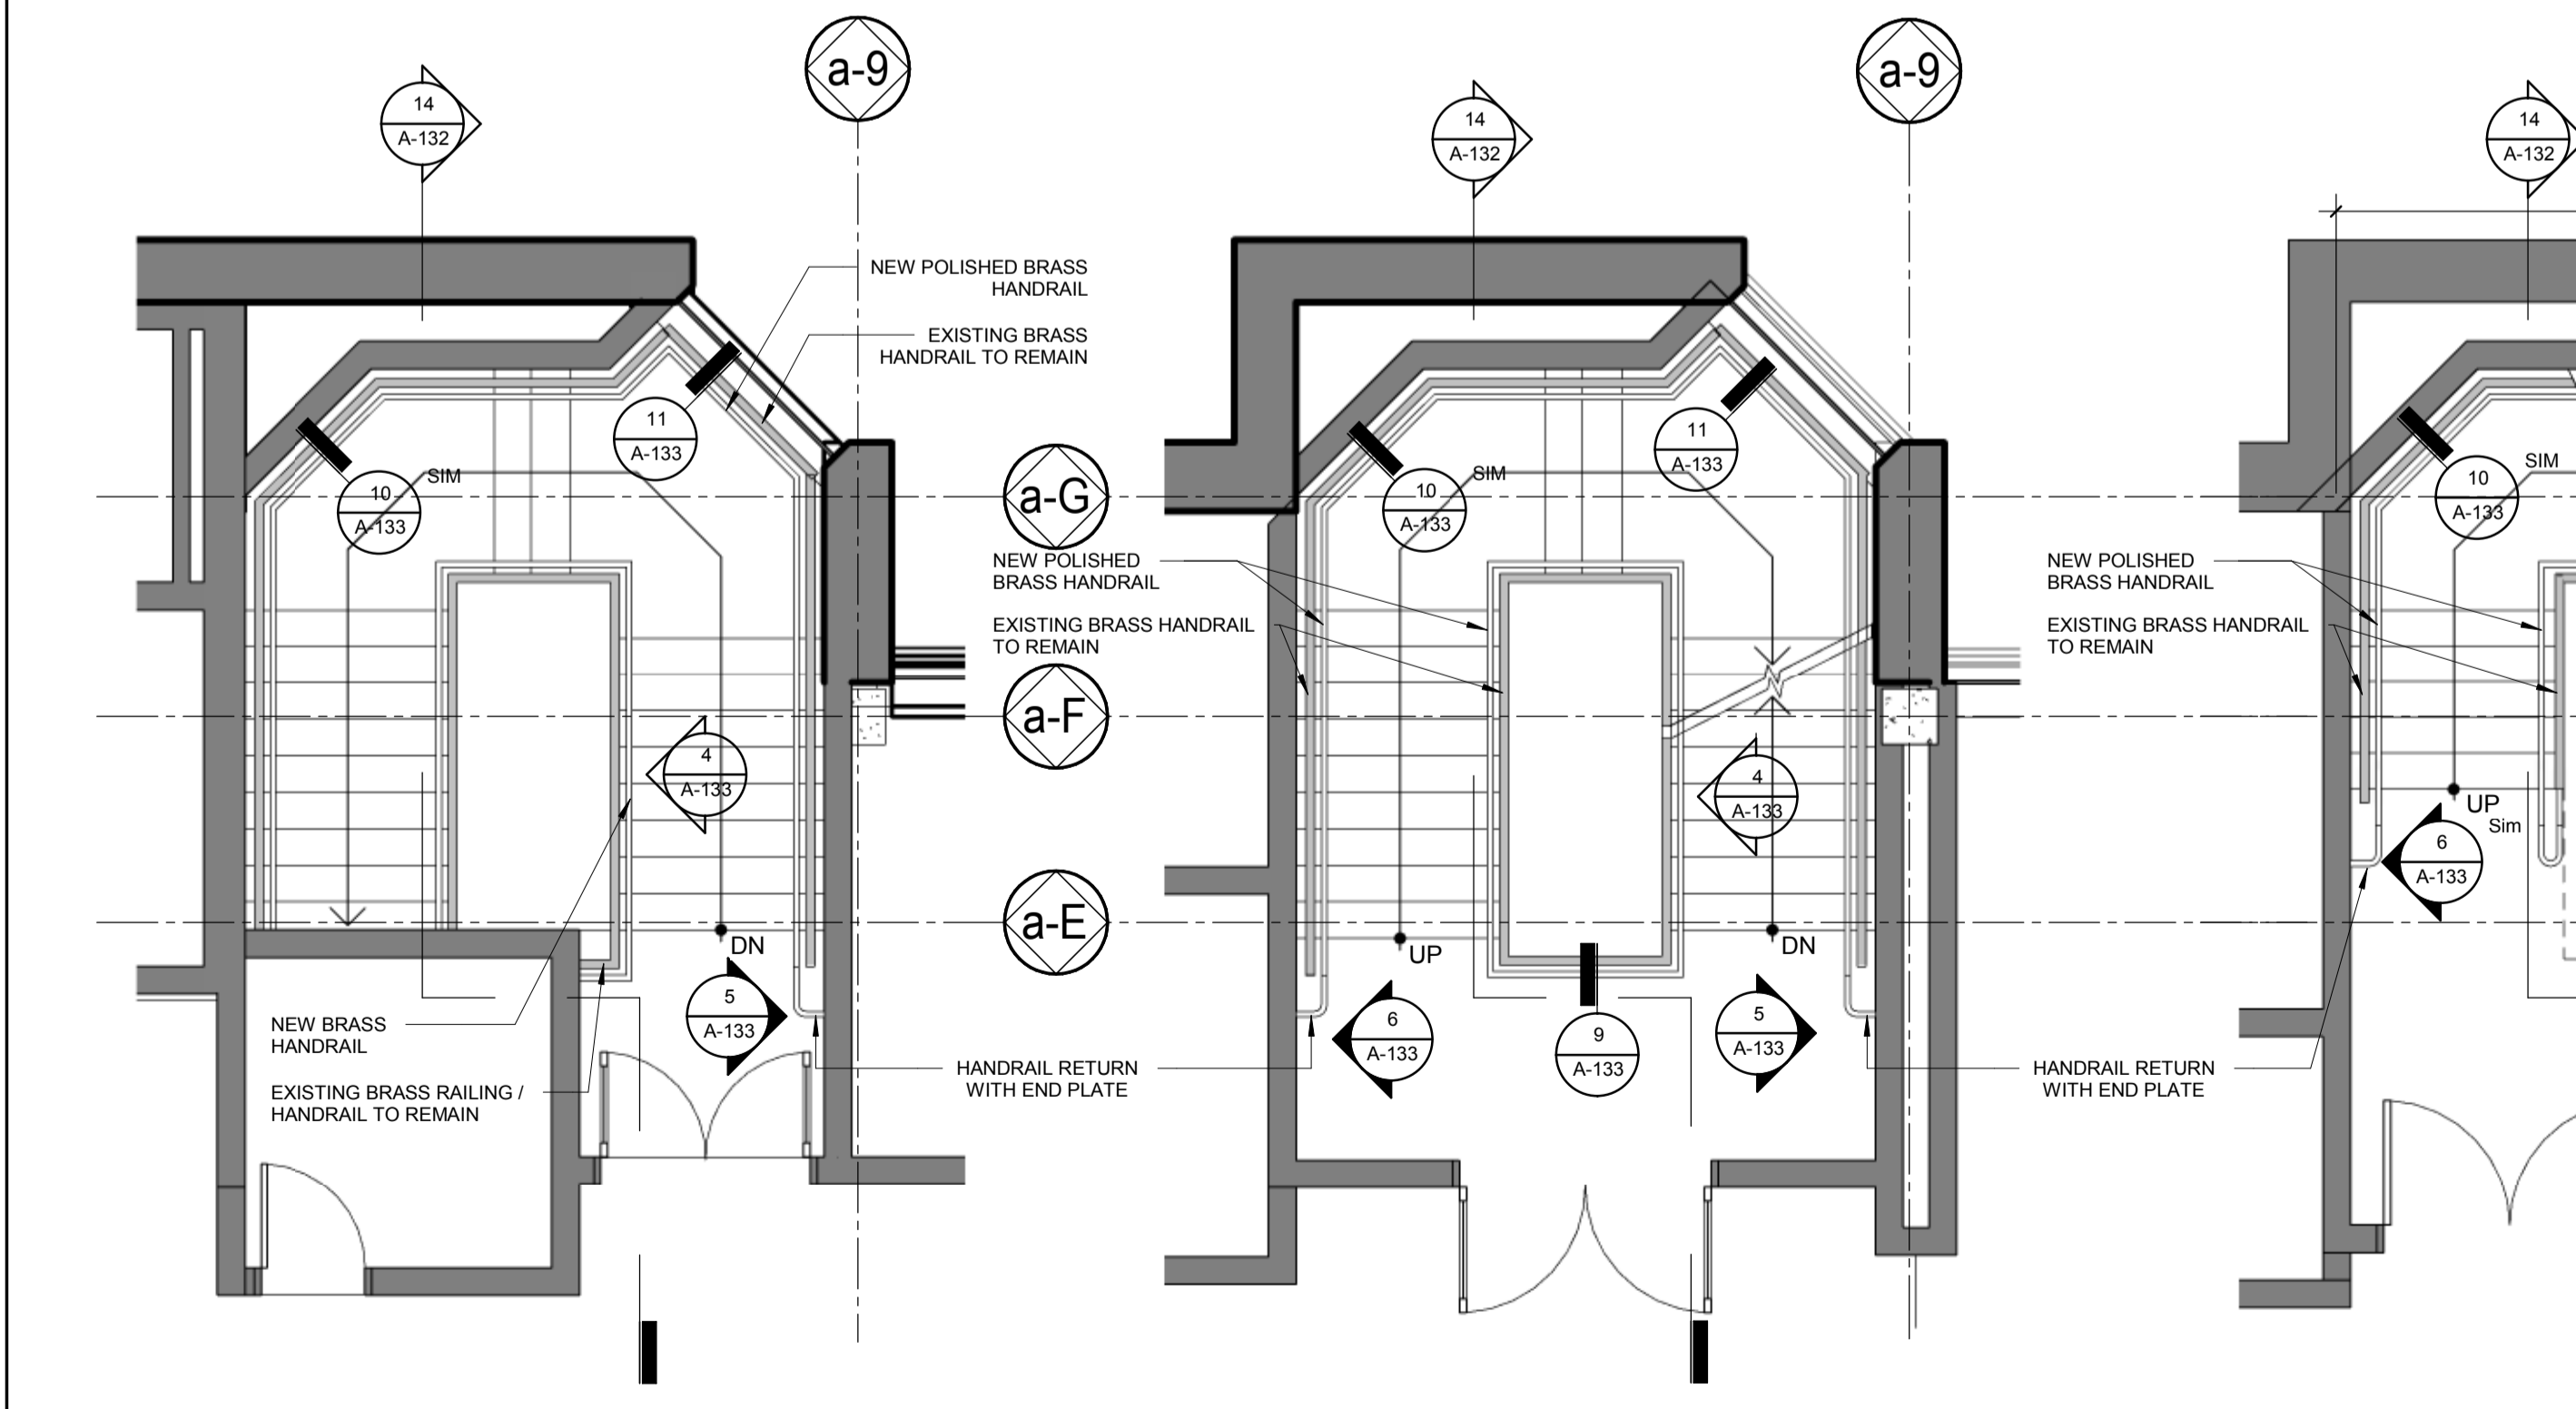 a-9
14
A-132
NEW POLISHED BRASS
HANDRAIL
EXISTING BRASS
HANDRAIL TO REMAIN
11
A-133
10
A-133
SIM
4
A-133
DN
5
A-133
NEW BRASS
HANDRAIL
EXISTING BRASS RAILING /
HANDRAIL TO REMAIN
HANDRAIL RETURN
WITH END PLATE
a-G
a-F
a-E
a-9
14
A-132
11
A-133
10
A-133
SIM
NEW POLISHED
BRASS HANDRAIL
EXISTING BRASS HANDRAIL
TO REMAIN
4
A-133
UP
DN
6
A-133
9
A-133
5
A-133
HANDRAIL RETURN
WITH END PLATE
14
A-132
SIM
10
A-133
NEW POLISHED
BRASS HANDRAIL
EXISTING BRASS HANDRAIL
TO REMAIN
UP
Sim
6
A-133